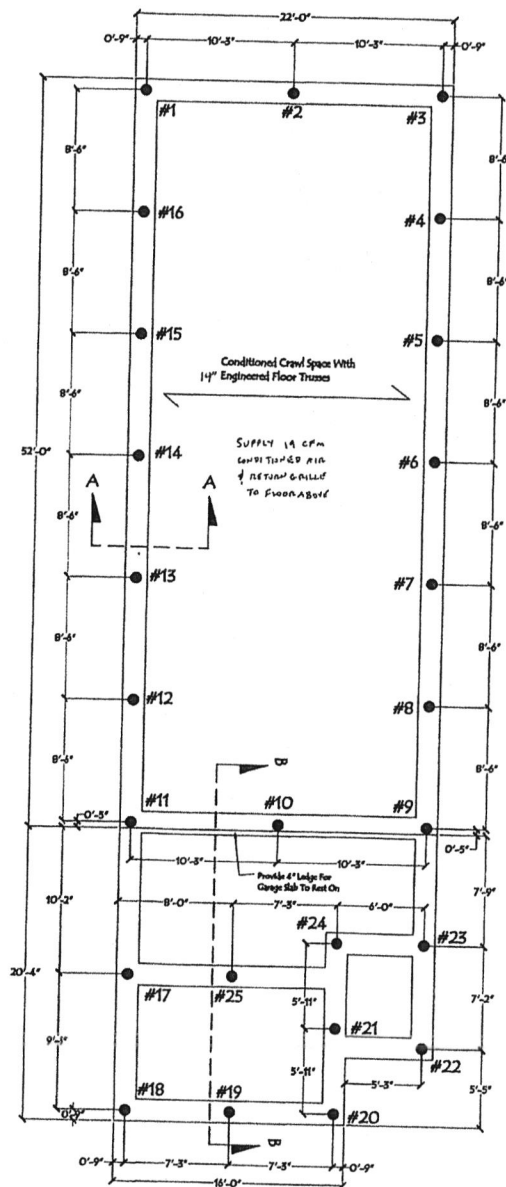 22'-0"
0'-9" 10'-3" 10'-3" 0'-9"
#1 #2 #3
8'-6" 8'-6"
#16 #4
8'-6" 8'-6"
#15 #5
Conditioned Crawl Space With
14" Engineered Floor Trusses
8'-6" 8'-6"
52'-0"
SUPPLY 19 CFM
CONDITIONED AIR
& RETURN GRILLE
TO FLOOR ABOVE
#14 #6
A A
8'-6" 8'-6"
#13 #7
8'-6" 8'-6"
#12 #8
8'-6" 8'-6"
B
#11 #10 #9
0'-5" 0'-5"
10'-3" 10'-3"
Provide 4" Ledge For
Garage Slab To Rest On
10'-2" 7'-9"
8'-0" 7'-3" 6'-0"
#24 #23
20'-4"
#17 #25
5'-11" 7'-2"
#21
9'-5"
#22
5'-11" 5'-3" 5'-5"
#18 #19 #20
0'-9"
B
0'-9" 7'-3" 7'-3" 0'-9"
16'-0"